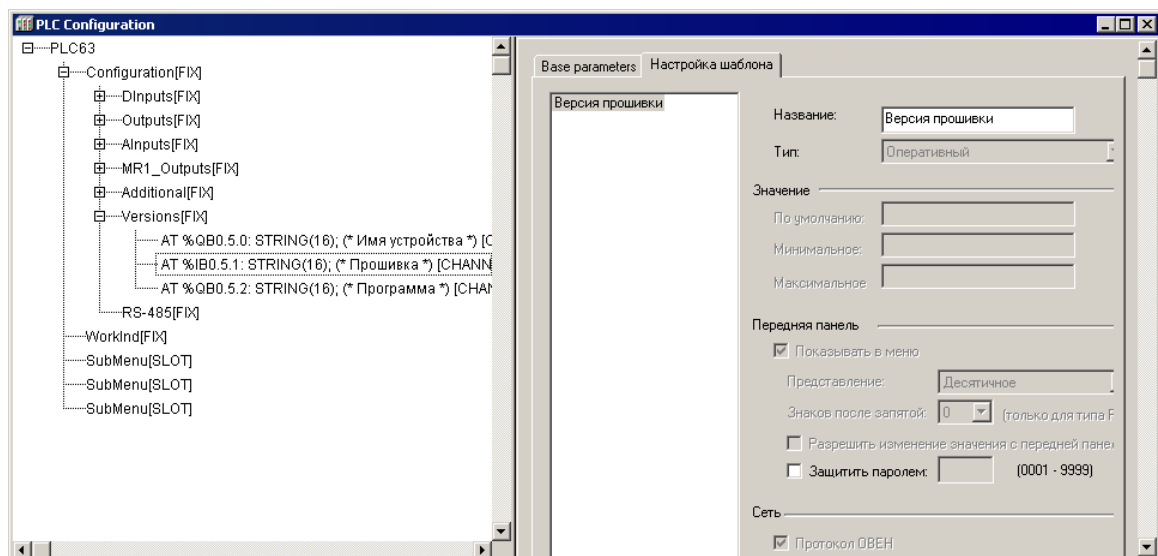 PLC Configuration
PLC63
Configuration[FIX]
DInputs[FIX]
Outputs[FIX]
AInputs[FIX]
MR1_Outputs[FIX]
Additional[FIX]
Versions[FIX]
AT %QB0.5.0: STRING(16); (* Имя устройства *) [C
AT %IB0.5.1: STRING(16); (* Прошивка *) [CHANN
AT %QB0.5.2: STRING(16); (* Программа *) [CHAN
RS-485[FIX]
WorkInd[FIX]
SubMenu[SLOT]
SubMenu[SLOT]
SubMenu[SLOT]
Base parameters Настройка шаблона
Версия прошивки
Название: Версия прошивки
Тип: Оперативный
Значение
По умолчанию:
Минимальное:
Максимальное
Передняя панель
Показывать в меню
Представление: Десятичное
Знаков после запятой: 0 (только для типа F
Разрешить изменение значения с передней пане
Защитить паролем: (0001 - 9999)
Сеть
Протокол ОВЕН